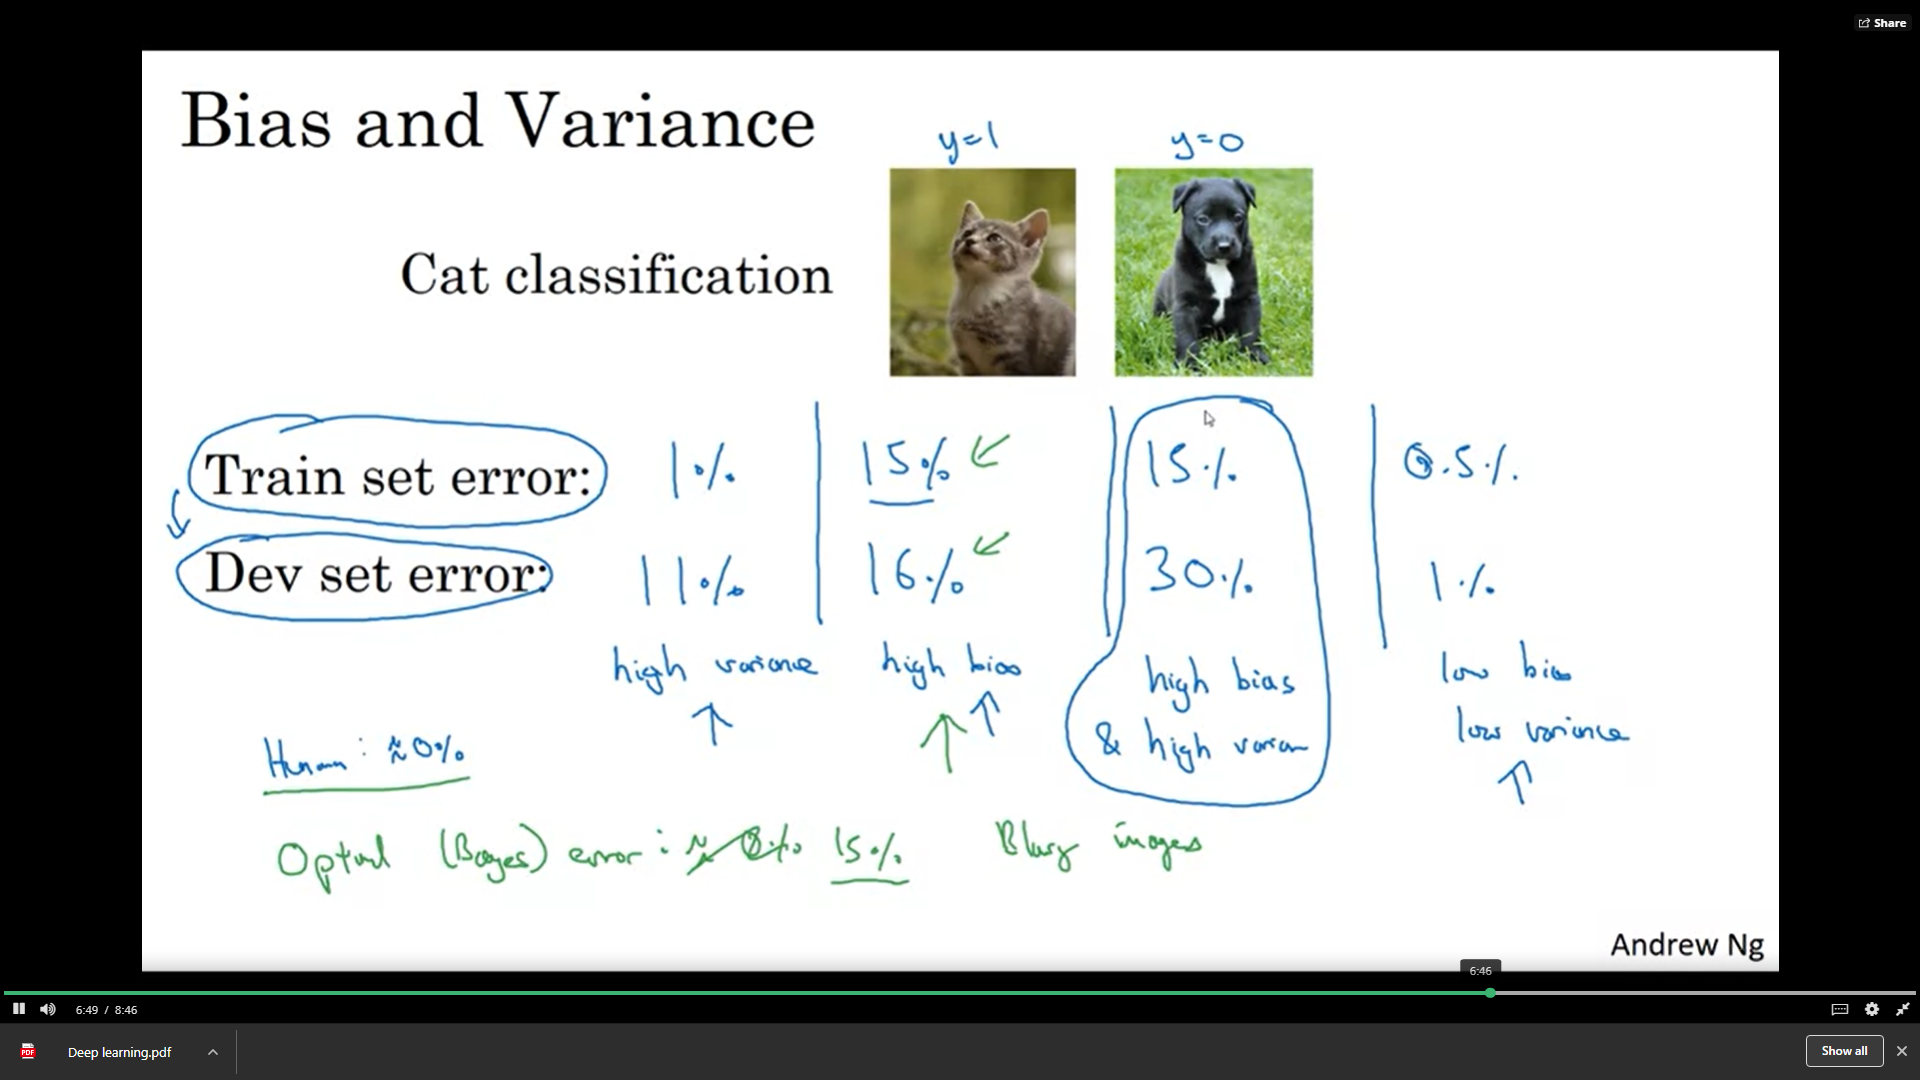 Share
Bias and Variance
y=1 y=0
Cat classification
Train set error: 1% 15% 15% 0.5%
Dev set error: 11% 16% 30% 1%
high variance high bias high bias low bias
& high varian low variance
Human: ≈0%
Optimal (Bayes) error: ≈ 0% 15% Blurry images
Andrew Ng
6:46
6:49 / 8:46
PDF Deep learning.pdf Show all